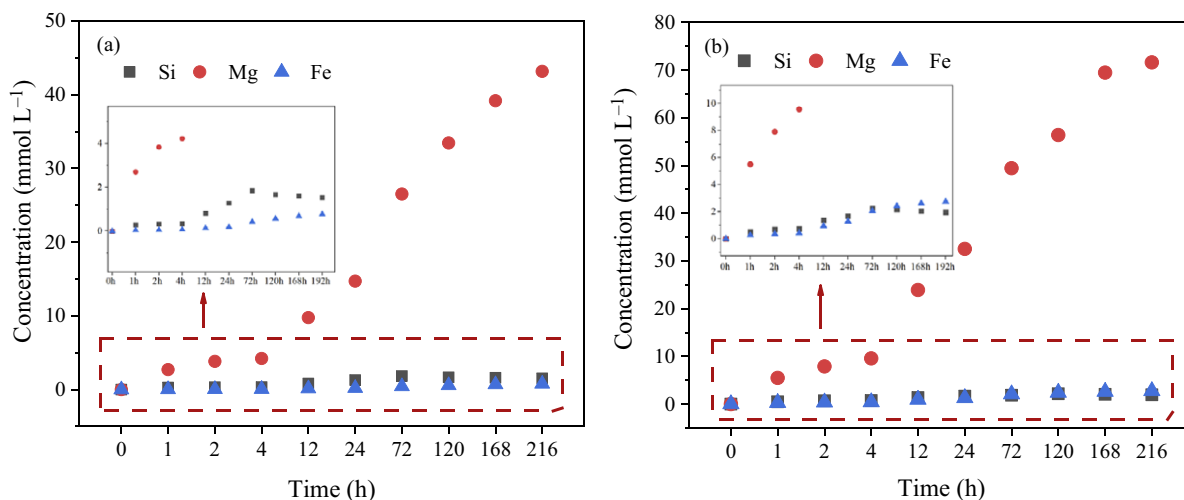 (a)
Si Mg Fe
Concentration (mmol L⁻¹)
50
40
30
20
10
0
4
2
0
0h 1h 2h 4h 12h 24h 72h 120h 168h 192h
0 1 2 4 12 24 72 120 168 216
Time (h)
(b)
Si Mg Fe
Concentration (mmol L⁻¹)
80
70
60
50
40
30
20
10
0
10
8
6
4
2
0
0h 1h 2h 4h 12h 24h 72h 120h 168h 192h
0 1 2 4 12 24 72 120 168 216
Time (h)